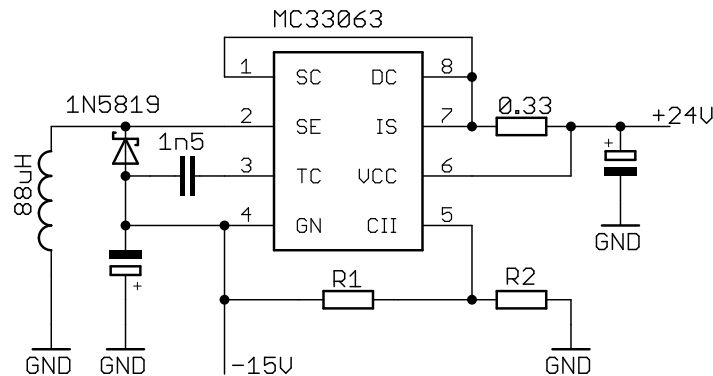 MC33063
1 SC DC 8
1N5819
2 SE IS 7
0.33
+24V
1n5
+
88uH
3 TC VCC 6
4 GN CII 5
GND
+
R1
R2
GND
GND
-15V
GND